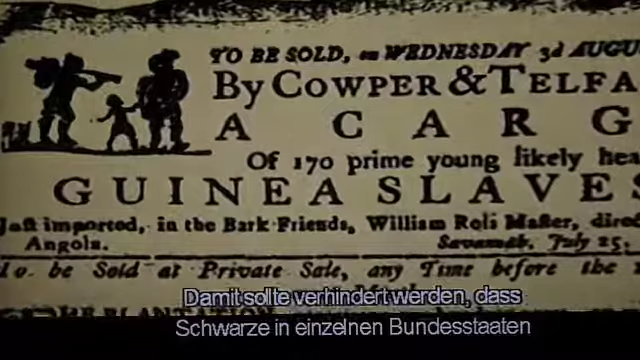 TO BE SOLD, on WEDNESDAY 3d AUGU
By COWPER & TELFA
A CARG
Of 170 prime young likely hea
GUINEA SLAVES
Just imported, in the Bark Friends, William Rofs Mafter, direc
Angola.
Savannah, July 25,
To be Sold at Private Sale, any Time before the
Damit sollte verhindert werden, dass
Schwarze in einzelnen Bundesstaaten